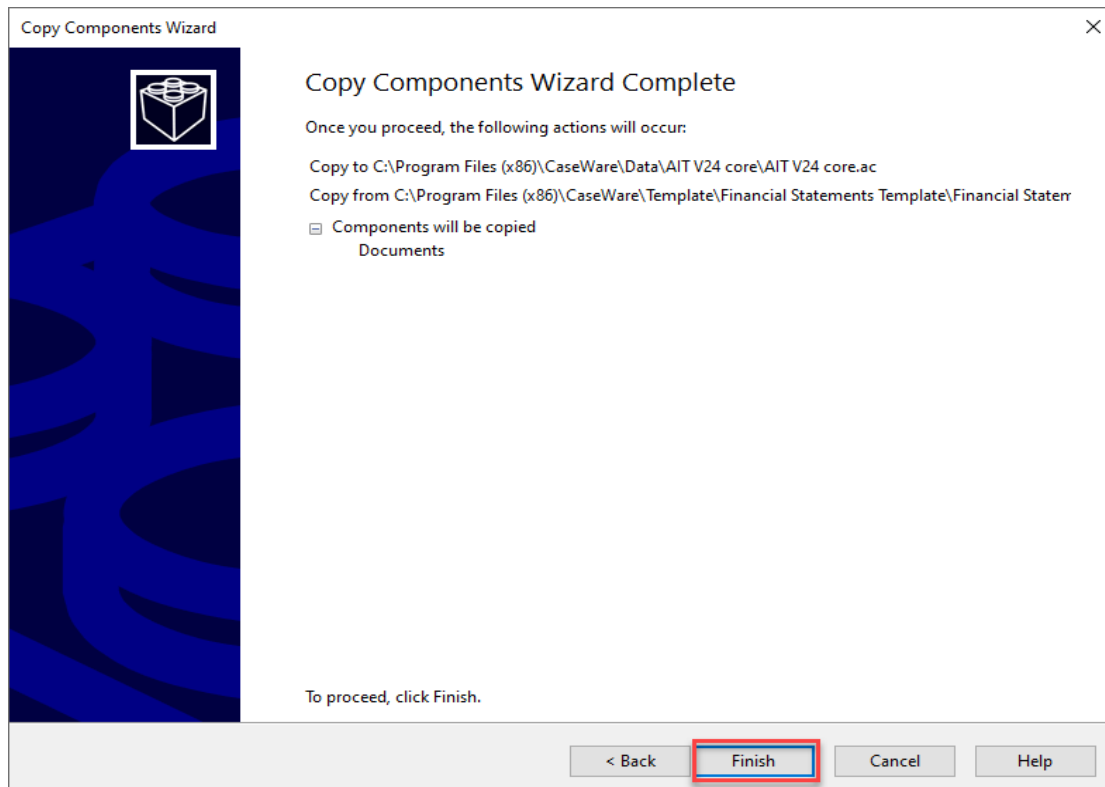 Copy Components Wizard
Copy Components Wizard Complete
Once you proceed, the following actions will occur:
Copy to C:\Program Files (x86)\CaseWare\Data\AIT V24 core\AIT V24 core.ac
Copy from C:\Program Files (x86)\CaseWare\Template\Financial Statements Template\Financial Statem
Components will be copied
Documents
To proceed, click Finish.
< Back Finish Cancel Help